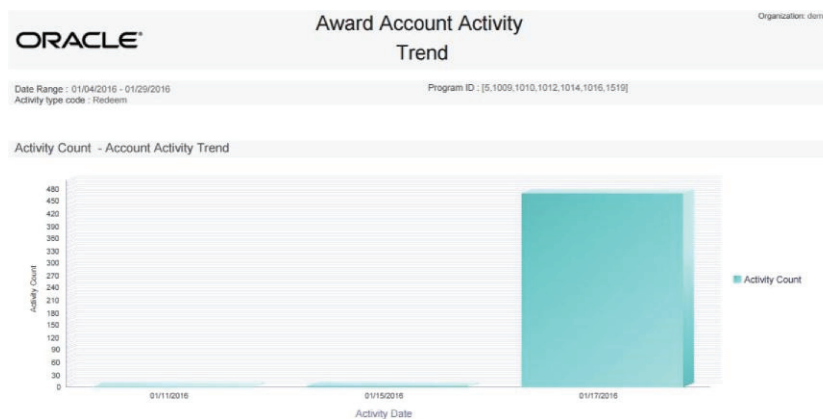 Organization: dem
ORACLE
Award Account Activity
Trend
Date Range : 01/04/2016 - 01/29/2016
Program ID : [5,1009,1010,1012,1014,1016,1519]
Activity type code : Redeem
Activity Count - Account Activity Trend
480
450
420
390
360
330
300
270
240
210
180
150
120
90
60
30
0
Activity Count
Activity Count
01/11/2016
01/15/2016
01/17/2016
Activity Date